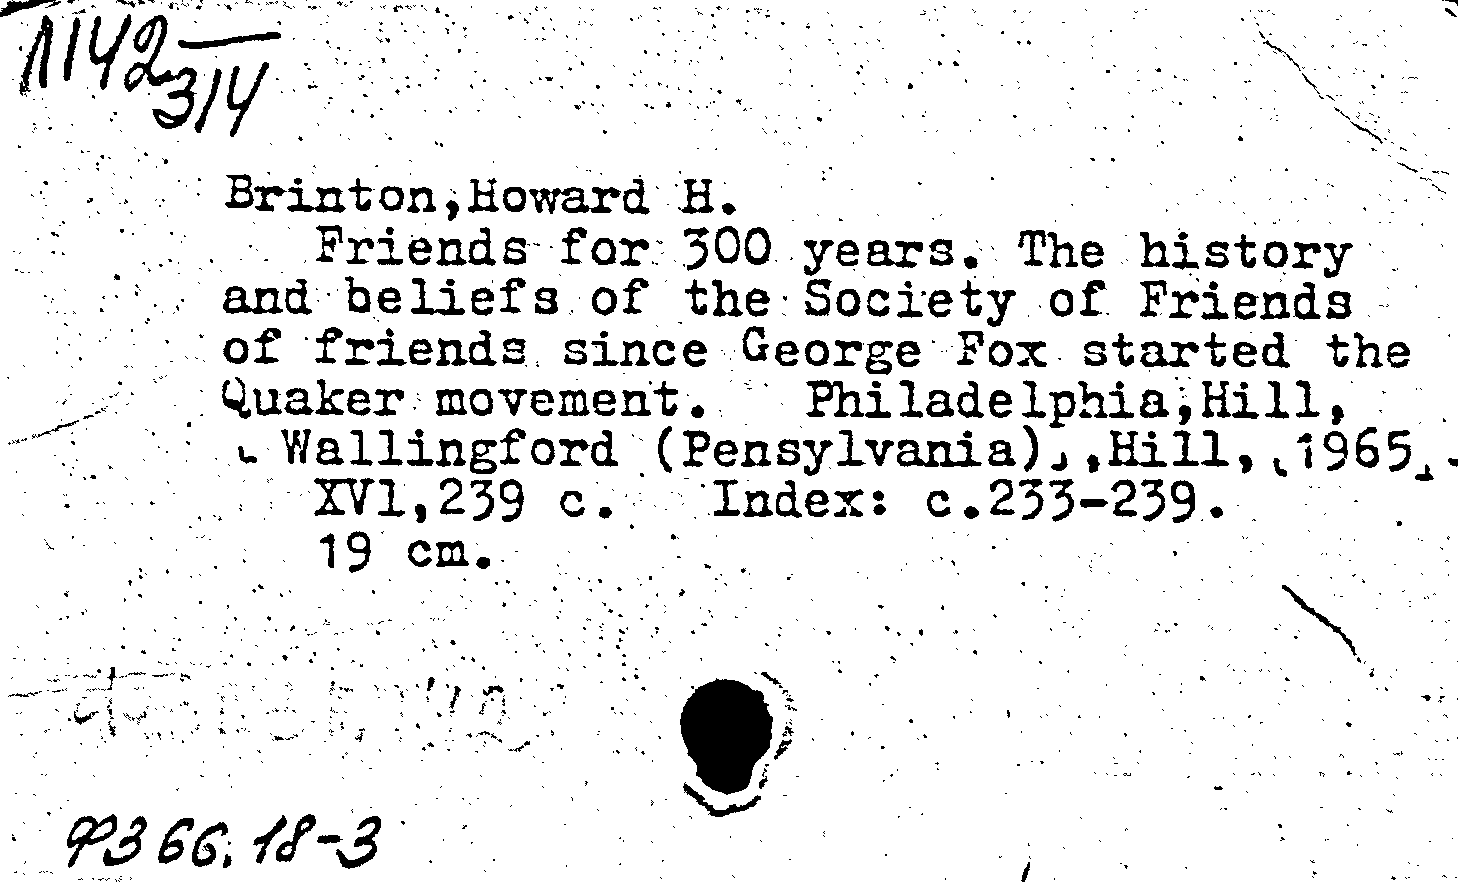 Л142
314
Brinton,Howard H.
Friends for 300 years. The history
and beliefs of the Society of Friends
of friends since George Fox started the
Quaker movement. Philadelphia,Hill,
Wallingford (Pensylvania),,Hill, 1965.
XVl,239 c. Index: c.233-239.
19 cm.
Э366.18-3